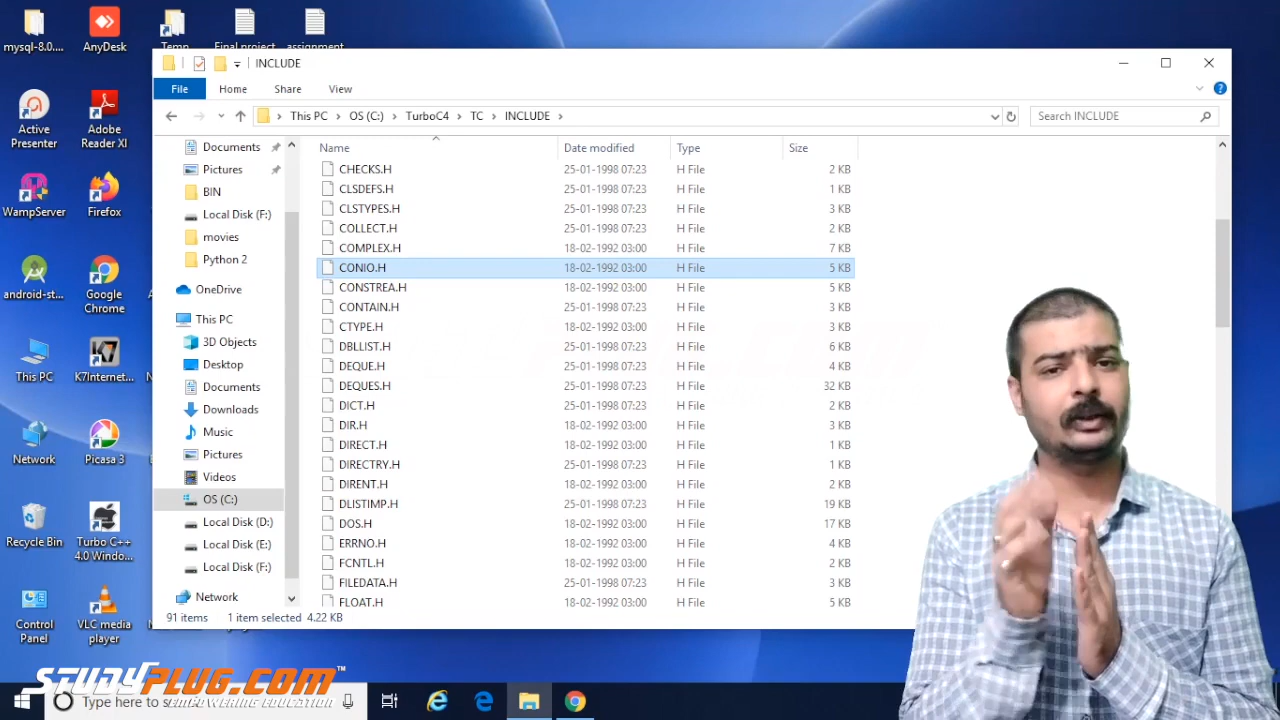 mysql-8.0....
AnyDesk
Temp
Final project
assignment
INCLUDE
File
Home
Share
View
This PC
OS (C:)
TurboC4
TC
INCLUDE
Search INCLUDE
Active Presenter
Adobe Reader XI
WampServer
Firefox
android-st...
Google Chrome
This PC
K7Internet...
Network
Picasa 3
Recycle Bin
Turbo C++ 4.0 Windo...
Control Panel
VLC media player
Documents
Pictures
BIN
Local Disk (F:)
movies
Python 2
OneDrive
This PC
3D Objects
Desktop
Documents
Downloads
Music
Pictures
Videos
OS (C:)
Local Disk (D:)
Local Disk (E:)
Local Disk (F:)
Network
Name Date modified Type Size
CHECKS.H 25-01-1998 07:23 H File 2 KB
CLSDEFS.H 25-01-1998 07:23 H File 1 KB
CLSTYPES.H 25-01-1998 07:23 H File 3 KB
COLLECT.H 25-01-1998 07:23 H File 2 KB
COMPLEX.H 18-02-1992 03:00 H File 7 KB
CONIO.H 18-02-1992 03:00 H File 5 KB
CONSTREA.H 18-02-1992 03:00 H File 5 KB
CONTAIN.H 25-01-1998 07:23 H File 3 KB
CTYPE.H 18-02-1992 03:00 H File 3 KB
DBLLIST.H 25-01-1998 07:23 H File 6 KB
DEQUE.H 25-01-1998 07:23 H File 4 KB
DEQUES.H 25-01-1998 07:23 H File 32 KB
DICT.H 25-01-1998 07:23 H File 2 KB
DIR.H 18-02-1992 03:00 H File 3 KB
DIRECT.H 18-02-1992 03:00 H File 1 KB
DIRECTRY.H 25-01-1998 07:23 H File 1 KB
DIRENT.H 18-02-1992 03:00 H File 2 KB
DLISTIMP.H 25-01-1998 07:23 H File 19 KB
DOS.H 18-02-1992 03:00 H File 17 KB
ERRNO.H 18-02-1992 03:00 H File 4 KB
FCNTL.H 18-02-1992 03:00 H File 2 KB
FILEDATA.H 25-01-1998 07:23 H File 3 KB
FLOAT.H 18-02-1992 03:00 H File 5 KB
91 items 1 item selected 4.22 KB
STUDYPLUG.COM™
EMPOWERING EDUCATION
Type here to